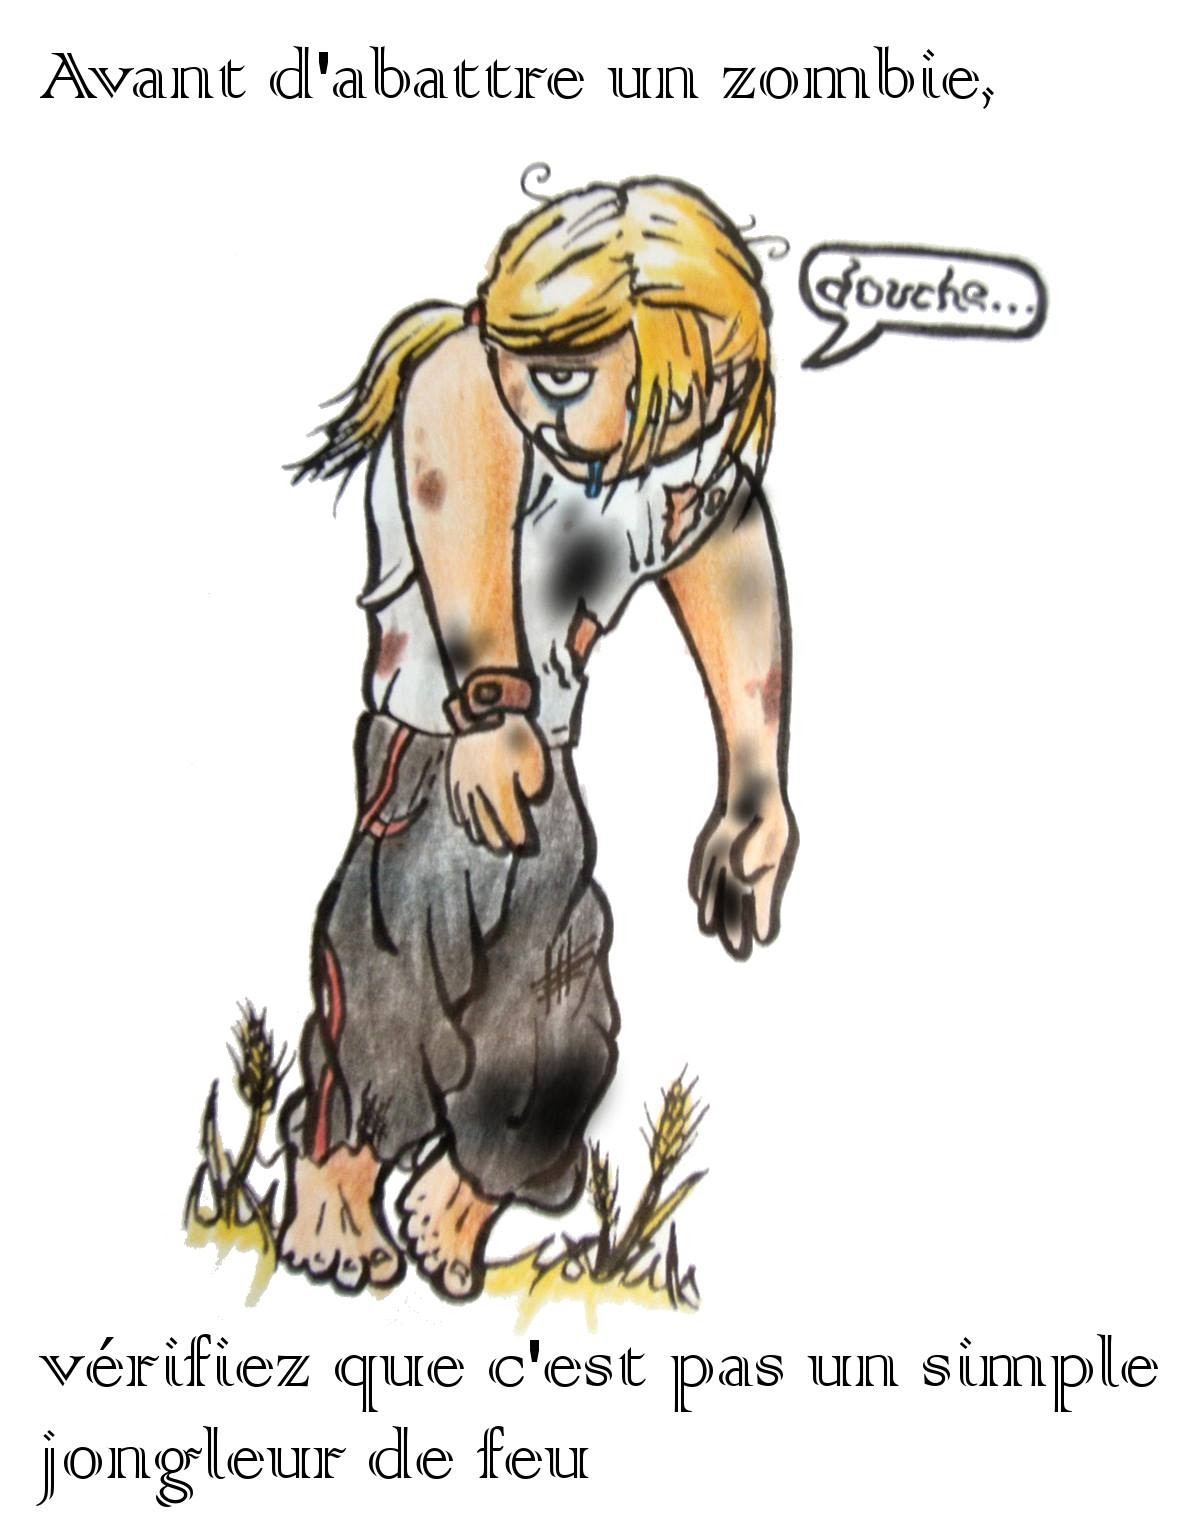 Avant d'abattre un zombie,
douche...
vérifiez que c'est pas un simple
jongleur de feu